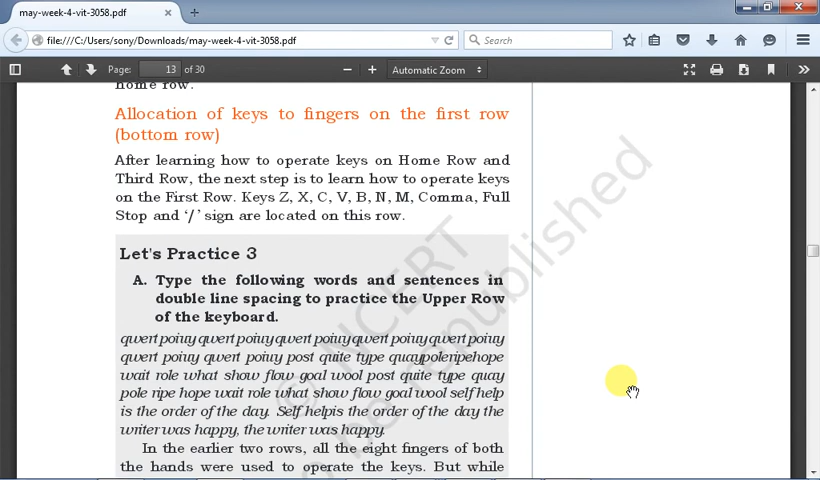 may-week-4-vit-3058.pdf
file:///C:/Users/sony/Downloads/may-week-4-vit-3058.pdf
Search
Page: 13 of 30
Automatic Zoom
home row.
Allocation of keys to fingers on the first row
(bottom row)
After learning how to operate keys on Home Row and
Third Row, the next step is to learn how to operate keys
on the First Row. Keys Z, X, C, V, B, N, M, Comma, Full
Stop and ‘/’ sign are located on this row.
Let's Practice 3
A. Type the following words and sentences in
double line spacing to practice the Upper Row
of the keyboard.
qwert poiuy qwert poiuy qwert poiuy qwert poiuy qwert poiuy
qwert poiuy qwert poiuy post quite type quaypoleripehope
wait role what show flow goal wool post quite type quay
pole ripe hope wait role what show flow goal wool self help
is the order of the day. Self helpis the order of the day the
writer was happy, the writer was happy.
In the earlier two rows, all the eight fingers of both
the hands were used to operate the keys. But while
© NCERT
be republished